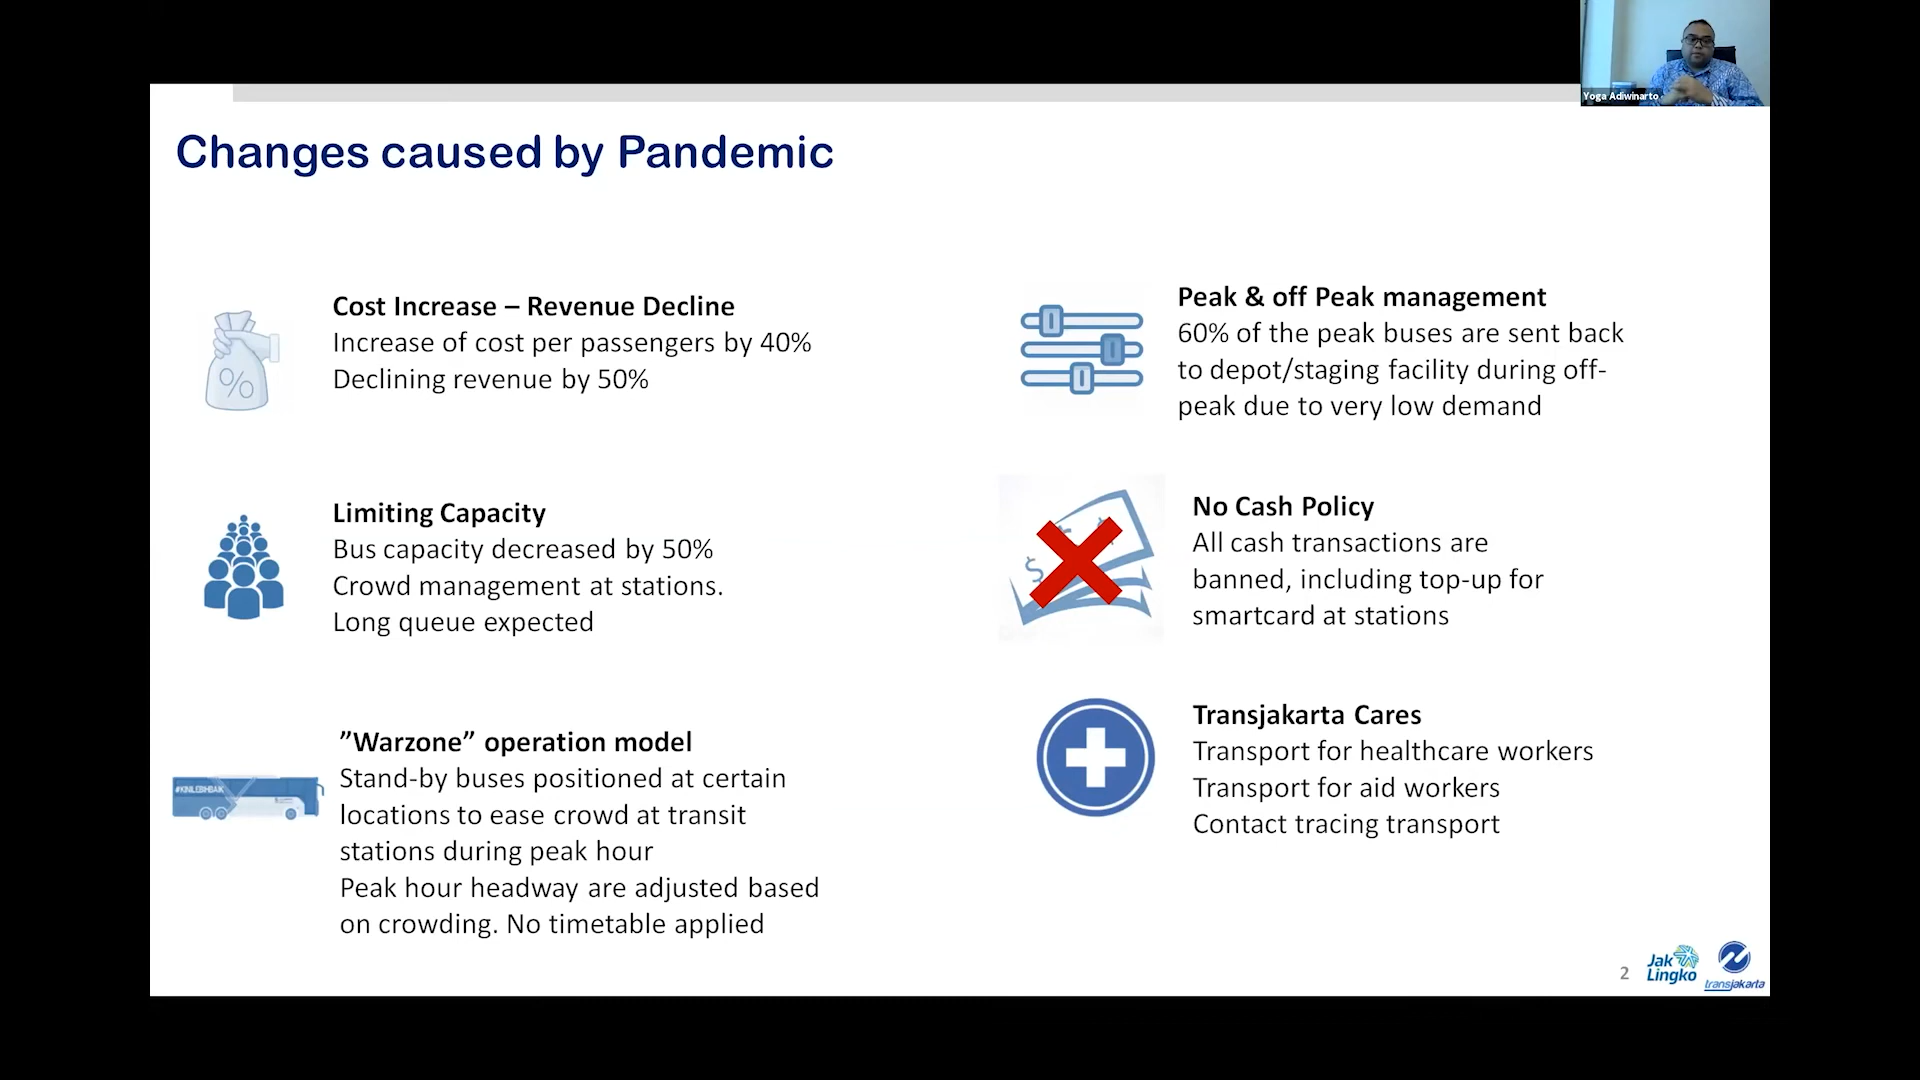 Yoga Adiwinarto
Changes caused by Pandemic
Cost Increase – Revenue Decline
Increase of cost per passengers by 40%
Declining revenue by 50%
%
Limiting Capacity
Bus capacity decreased by 50%
Crowd management at stations.
Long queue expected
”Warzone” operation model
Stand-by buses positioned at certain
locations to ease crowd at transit
stations during peak hour
Peak hour headway are adjusted based
on crowding. No timetable applied
#KINILEBIHBAIK
Peak & off Peak management
60% of the peak buses are sent back
to depot/staging facility during off-
peak due to very low demand
No Cash Policy
All cash transactions are
banned, including top-up for
smartcard at stations
$
Transjakarta Cares
Transport for healthcare workers
Transport for aid workers
Contact tracing transport
2
Jak
Lingko
transjakarta